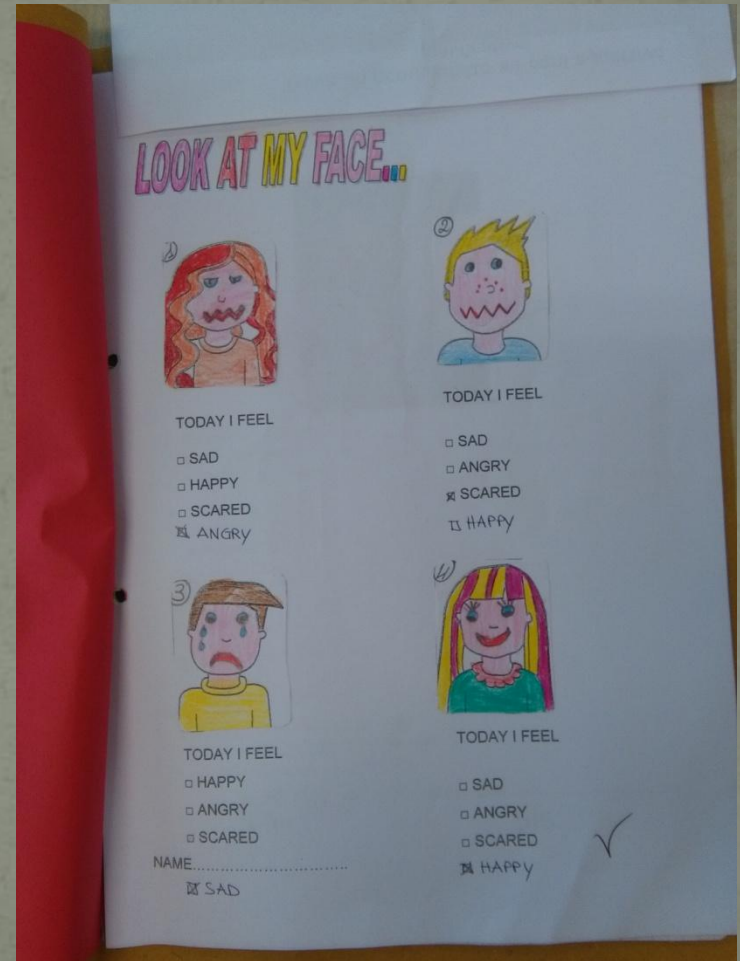 LOOK AT MY FACE...
1
TODAY I FEEL
SAD
HAPPY
SCARED
ANGRY
2
TODAY I FEEL
SAD
ANGRY
SCARED
HAPPY
3
TODAY I FEEL
HAPPY
ANGRY
SCARED
NAME..............................
SAD
4
TODAY I FEEL
SAD
ANGRY
SCARED
HAPPY